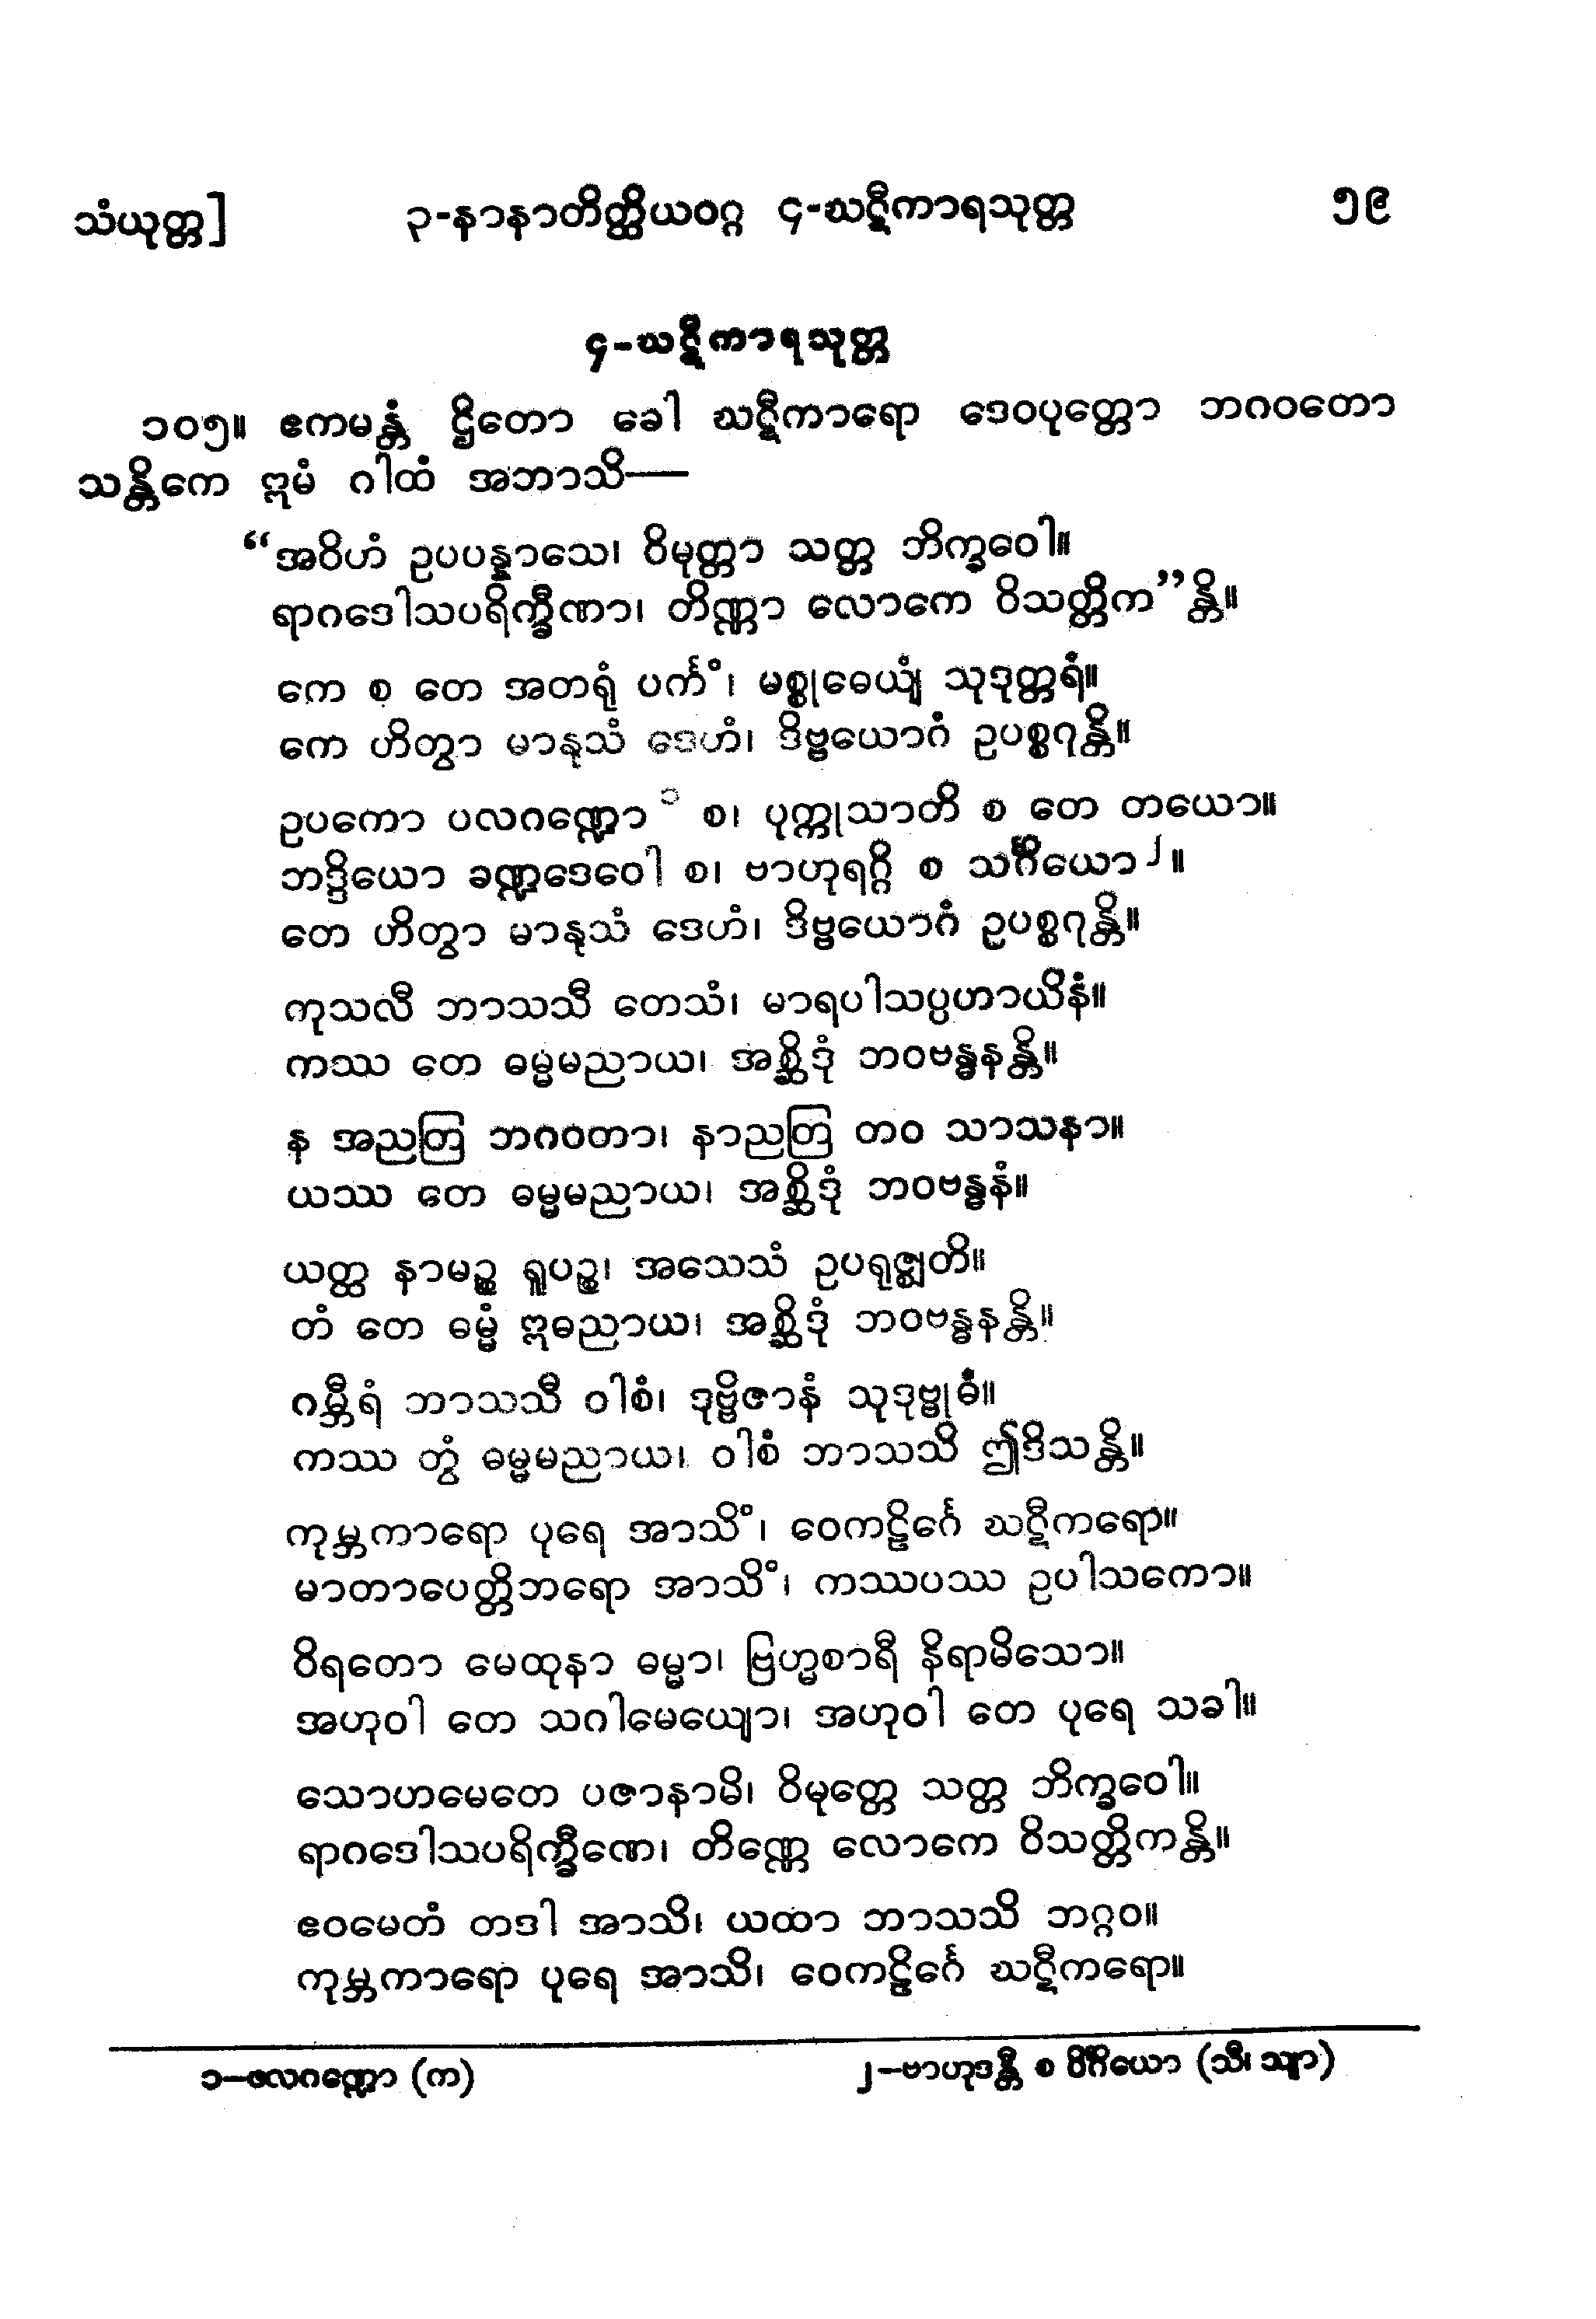 သံယုတ္တ] ၃-နာနာတိတ္ထိယဝဂ္ဂ ၄-ဃဋီကာရသုတ္တ ၅၉
၄-ဃဋီကာရသုတ္တ
၁၀၅။ ဧကမန္တံ ဌိတော ခေါ ဃဋီကာရော ဒေဝပုတ္တော ဘဂဝတော
သန္တိကေ ဣမံ ဂါထံ အဘာသိ—
“အဝိဟံ ဥပပန္နာသေ၊ ဝိမုတ္တာ သတ္တ ဘိက္ခဝေါ။
ရာဂဒေါသပရိက္ခီဏာ၊ တိဏ္ဏာ လောကေ ဝိသတ္တိက”န္တိ။
ကေ စ တေ အတရုံ ပင်္ကံ၊ မစ္စုဓေယျံ သုဒုတ္တရံ။
ကေ ဟိတွာ မာနုသံ ဒေဟံ၊ ဒိဗ္ဗယောဂံ ဥပစ္စဂုန္တိ။
ဥပကော ပလဂဏ္ဍော ၁ စ၊ ပုက္ကုသာတိ စ တေ တယော။
ဘဒ္ဒိယော ခဏ္ဍဒေဝေါ စ၊ ဗာဟုရဂ္ဂိ စ သင်္ဂိယော ၂။
တေ ဟိတွာ မာနုသံ ဒေဟံ၊ ဒိဗ္ဗယောဂံ ဥပစ္စဂုန္တိ။
ကုသလီ ဘာသသီ တေသံ၊ မာရပါသပ္ပဟာယိနံ။
ကဿ တေ ဓမ္မမညာယ၊ အစ္ဆိဒုံ ဘဝဗန္ဓနန္တိ။
န အညတြ ဘဂဝတာ၊ နာညတြ တဝ သာသနာ။
ယဿ တေ ဓမ္မမညာယ၊ အစ္ဆိဒုံ ဘဝဗန္ဓနံ။
ယတ္ထ နာမဉ္စ ရူပဉ္စ၊ အသေသံ ဥပရုဇ္ဈတိ။
တံ တေ ဓမ္မံ ဣဓညာယ၊ အစ္ဆိဒုံ ဘဝဗန္ဓနန္တိ။
ဂမ္ဘီရံ ဘာသသီ ဝါစံ၊ ဒုဗ္ဗိဇာနံ သုဒုဗ္ဗုဓံ။
ကဿ တွံ ဓမ္မမညာယ၊ ဝါစံ ဘာသသိ ဤဒိသန္တိ။
ကုမ္ဘကာရော ပုရေ အာသိံ၊ ဝေကဠိင်္ဂေ ဃဋီကရော။
မာတာပေတ္တိဘရော အာသိံ၊ ကဿပဿ ဥပါသကော။
ဝိရတော မေထုနာ ဓမ္မာ၊ ဗြဟ္မစာရီ နိရာမိသော။
အဟုဝါ တေ သဂါမေယျော၊ အဟုဝါ တေ ပုရေ သခါ။
သောဟမေတေ ပဇာနာမိ၊ ဝိမုတ္တေ သတ္တ ဘိက္ခဝေါ။
ရာဂဒေါသပရိက္ခီဏေ၊ တိဏ္ဏေ လောကေ ဝိသတ္တိကန္တိ။
ဧဝမေတံ တဒါ အာသိ၊ ယထာ ဘာသသိ ဘဂ္ဂဝ။
ကုမ္ဘကာရော ပုရေ အာသိ၊ ဝေကဠိင်္ဂေ ဃဋီကရော။
၁—ဇလဂဏ္ဍော (က) ၂—ဗာဟုဒန္တီ စ ပိင်္ဂိယော (သီ၊ သျာ)